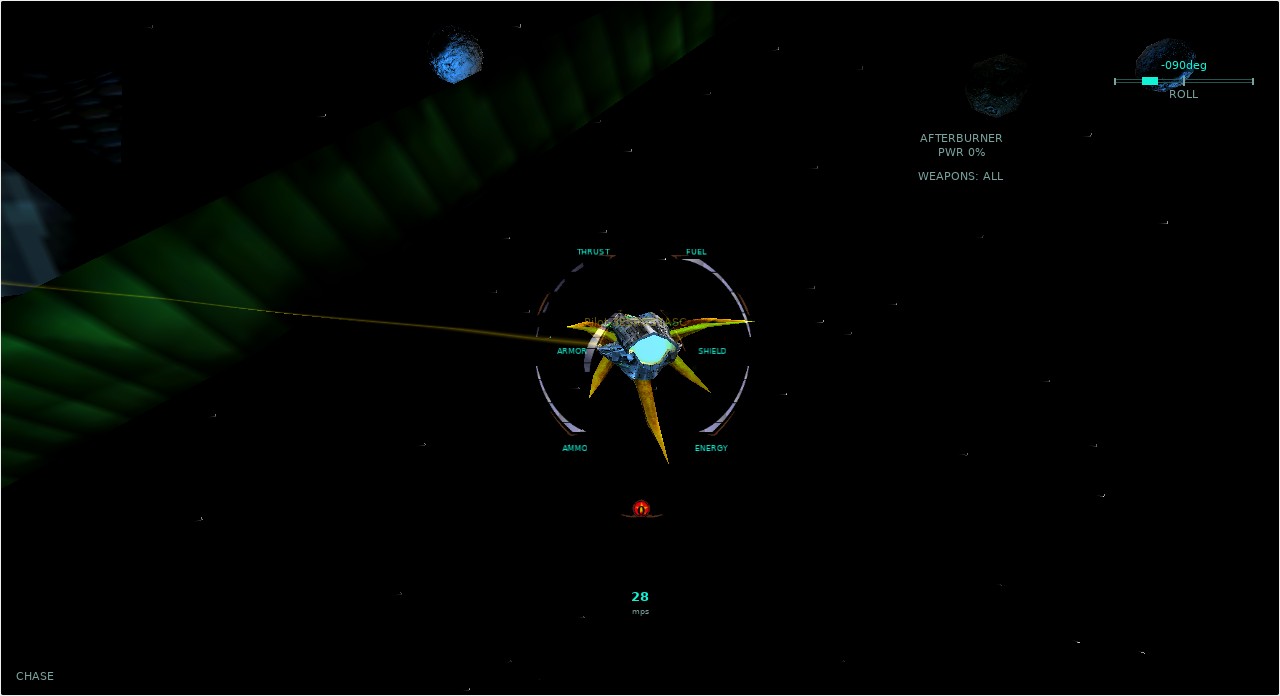 -090deg
ROLL
AFTERBURNER
PWR 0%
WEAPONS: ALL
THRUST
FUEL
ARMOR
SHIELD
AMMO
ENERGY
28
mps
CHASE